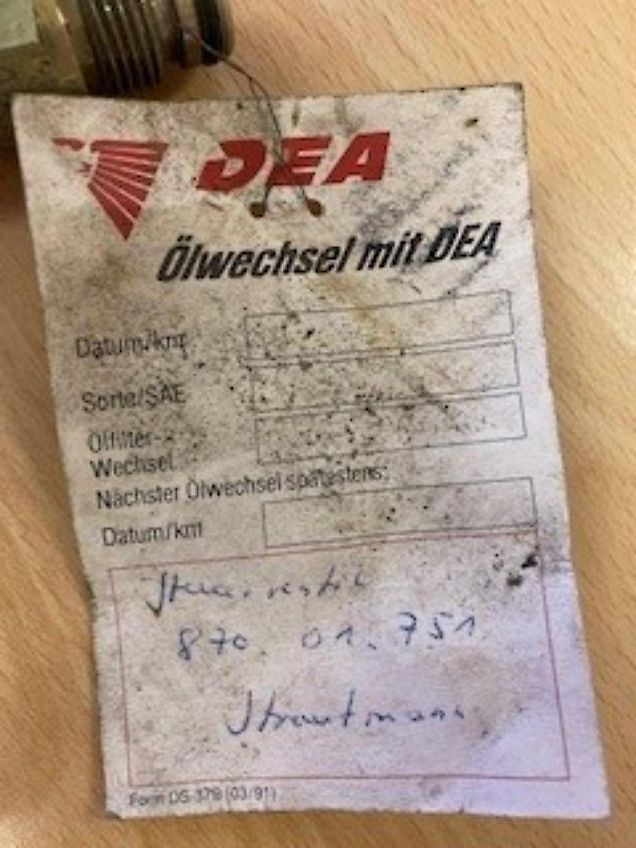 DEA
Ölwechsel mit DEA
Datum/km
Sorte/SAE
Ölfilter-
Wechsel
Nächster Ölwechsel spätestens:
Datum/km
Steuerventil
870. 01. 751
Strautmann
Form DS 379 (03/91)